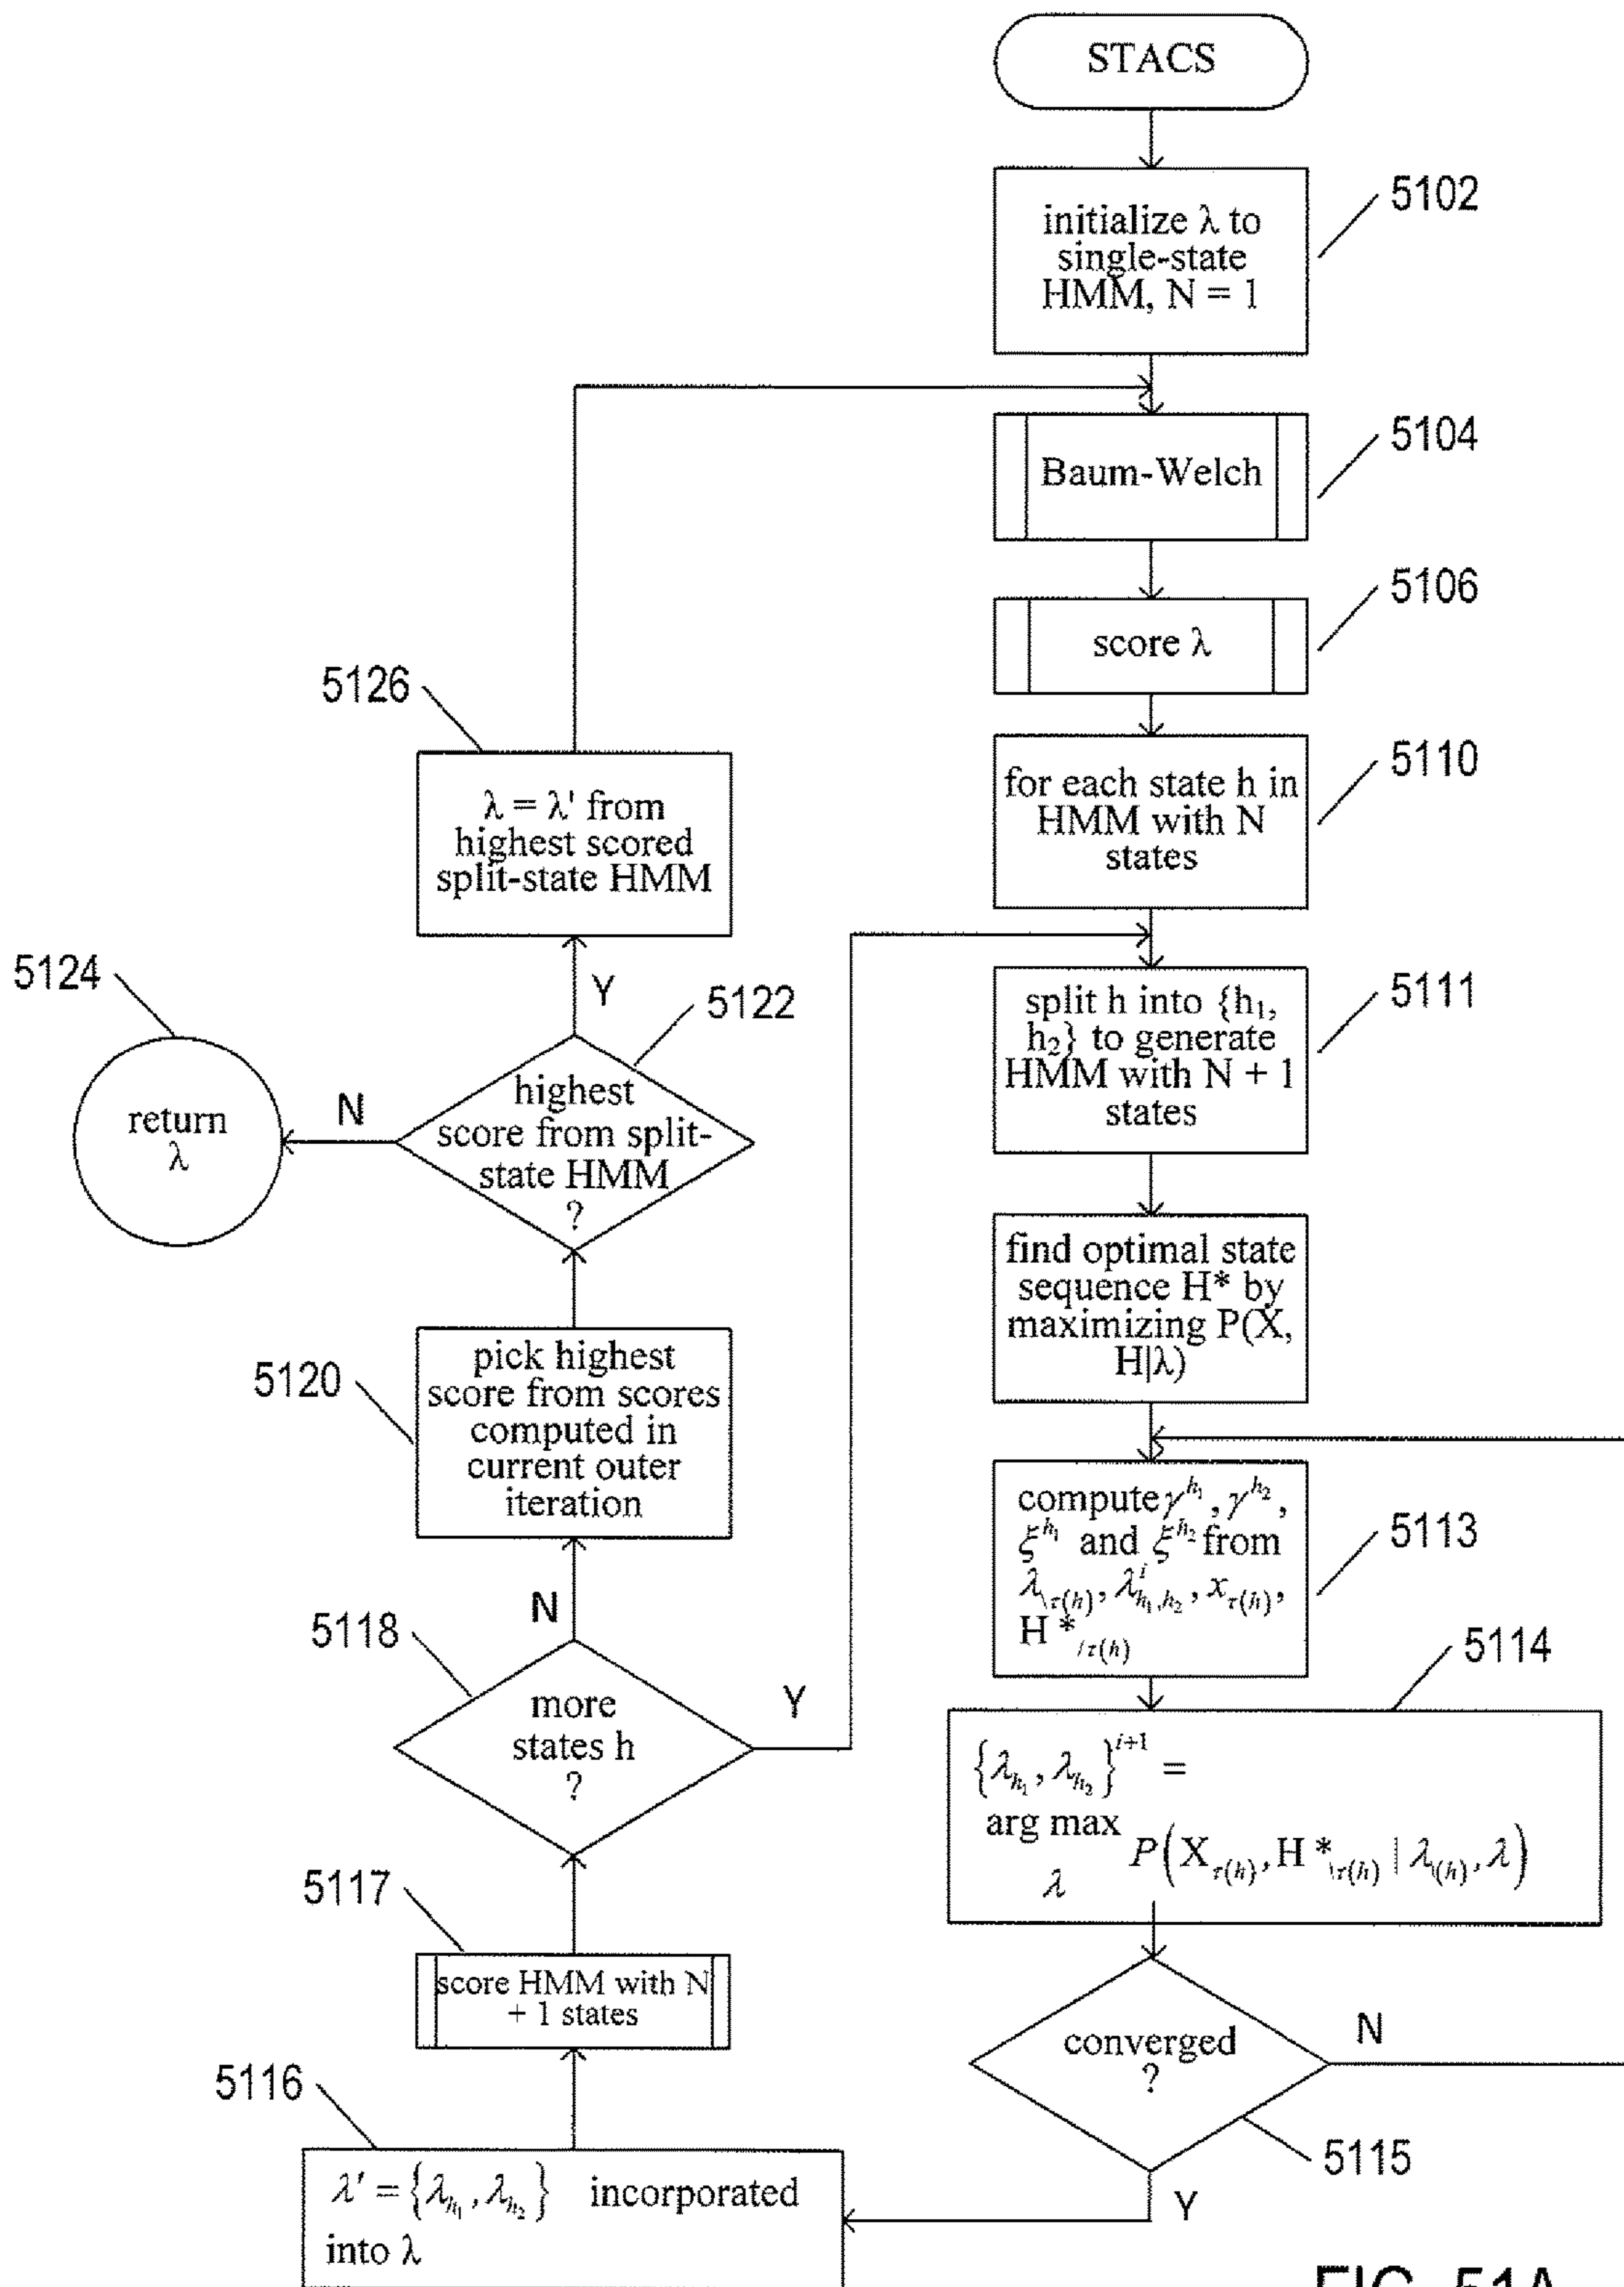 STACS
initialize λ to
single-state
HMM, N = 1
5102
Baum-Welch
5104
score λ
5106
for each state h in
HMM with N
states
5110
split h into {h₁,
h₂} to generate
HMM with N + 1
states
5111
find optimal state
sequence H* by
maximizing P(X,
H|λ)
compute γ^{h₁}, γ^{h₂},
ξ^{h₁} and ξ^{h₂} from
λ_{\τ(h)}, λ^i_{h₁,h₂}, x_{τ(h)},
H*_{/τ(h)}
5113
5114
{λ_{h₁}, λ_{h₂}}^{i+1} =
arg max
P(X_{τ(h)}, H*_{\τ(h)} | λ_{\(h)}, λ)
λ
converged
?
N
5115
Y
5116
λ' = {λ_{h₁}, λ_{h₂}} incorporated
into λ
5117
score HMM with N
+ 1 states
5118
more
states h
?
Y
N
5120
pick highest
score from scores
computed in
current outer
iteration
5122
highest
score from split-
state HMM
?
N
Y
5124
return
λ
5126
λ = λ' from
highest scored
split-state HMM
FIG. 51A